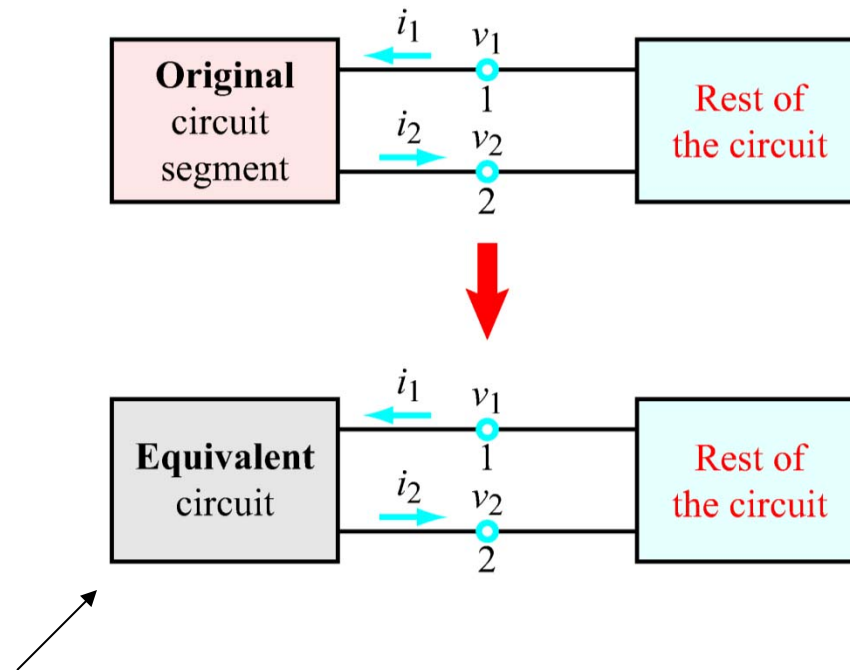 i1 v1
Original
circuit
segment
1
i2 v2
2
Rest of
the circuit
i1 v1
Equivalent
circuit
1
i2 v2
2
Rest of
the circuit